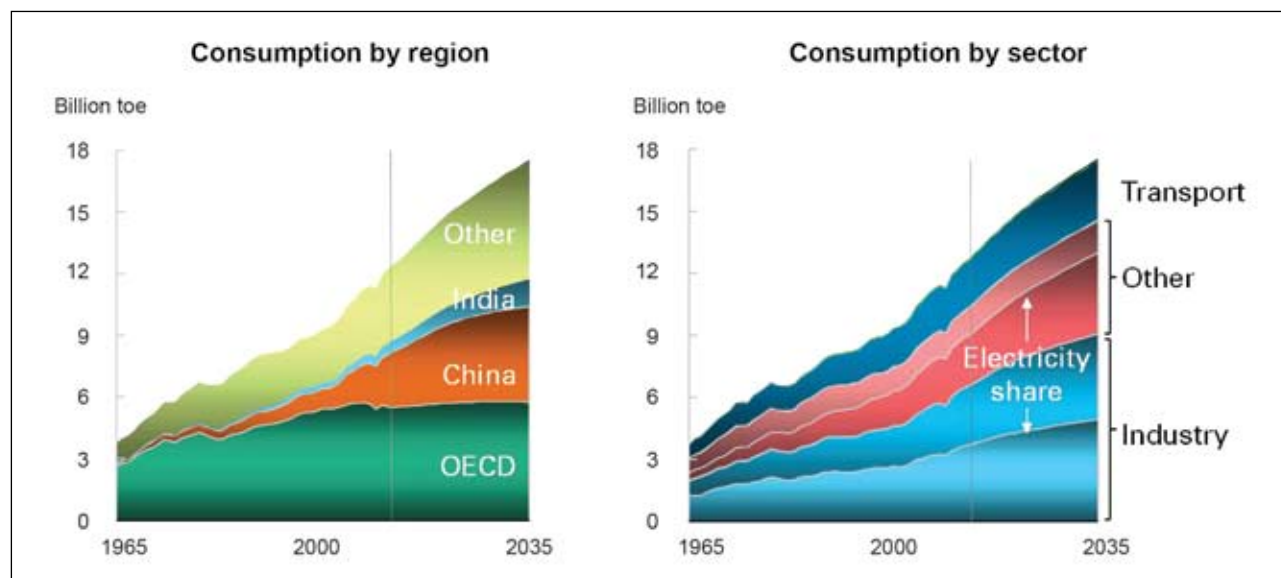 Consumption by region
Billion toe
18
15
12
9
6
3
0
Other
India
China
OECD
1965
2000
2035
Consumption by sector
Billion toe
18
15
12
9
6
3
0
Electricity
share
1965
2000
2035
Transport
Other
Industry